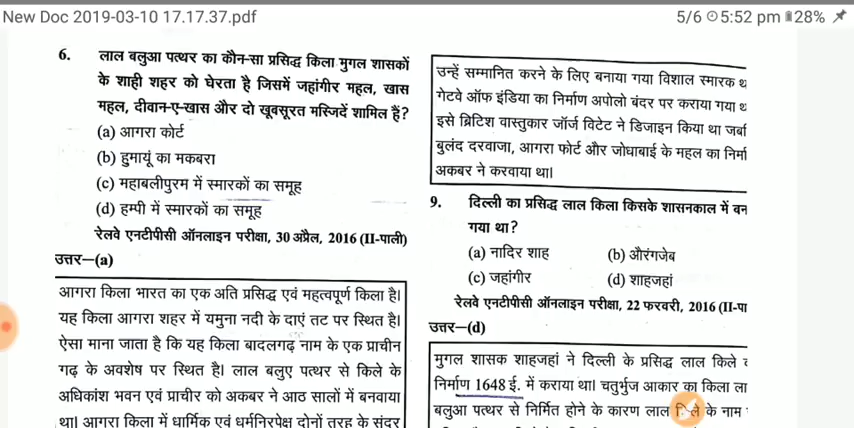 New Doc 2019-03-10 17.17.37.pdf
5/6
5:52 pm
28%
6. लाल बलुआ पत्थर का कौन-सा प्रसिद्ध किला मुगल शासकों
के शाही शहर को घेरता है जिसमें जहांगीर महल, खास
महल, दीवान-ए-खास और दो खूबसूरत मस्जिदें शामिल हैं?
(a) आगरा कोर्ट
(b) हुमायूं का मकबरा
(c) महाबलीपुरम में स्मारकों का समूह
(d) हम्पी में स्मारकों का समूह
रेलवे एनटीपीसी ऑनलाइन परीक्षा, 30 अप्रैल, 2016 (II-पाली)
उत्तर—(a)
आगरा किला भारत का एक अति प्रसिद्ध एवं महत्वपूर्ण किला है।
यह किला आगरा शहर में यमुना नदी के दाएं तट पर स्थित है।
ऐसा माना जाता है कि यह किला बादलगढ़ नाम के एक प्राचीन
गढ़ के अवशेष पर स्थित है। लाल बलुए पत्थर से किले के
अधिकांश भवन एवं प्राचीर को अकबर ने आठ सालों में बनवाया
था। आगरा किला में धार्मिक एवं धर्मनिरपेक्ष दोनों तरह के सुंदर
उन्हें सम्मानित करने के लिए बनाया गया विशाल स्मारक
गेटवे ऑफ इंडिया का निर्माण अपोलो बंदर पर कराया गया
इसे ब्रिटिश वास्तुकार जॉर्ज विटेट ने डिजाइन किया था
बुलंद दरवाजा, आगरा फोर्ट और जोधाबाई के महल का
अकबर ने करवाया था।
9. दिल्ली का प्रसिद्ध लाल किला किसके शासनकाल में
गया था?
(a) नादिर शाह (b) औरंगजेब
(c) जहांगीर (d) शाहजहां
रेलवे एनटीपीसी ऑनलाइन परीक्षा, 22 फरवरी, 2016
उत्तर—(d)
मुगल शासक शाहजहां ने दिल्ली के प्रसिद्ध लाल किले
निर्माण 1648 ई. में कराया था। चतुर्भुज आकार का किला
बलुआ पत्थर से निर्मित होने के कारण लाल के नाम